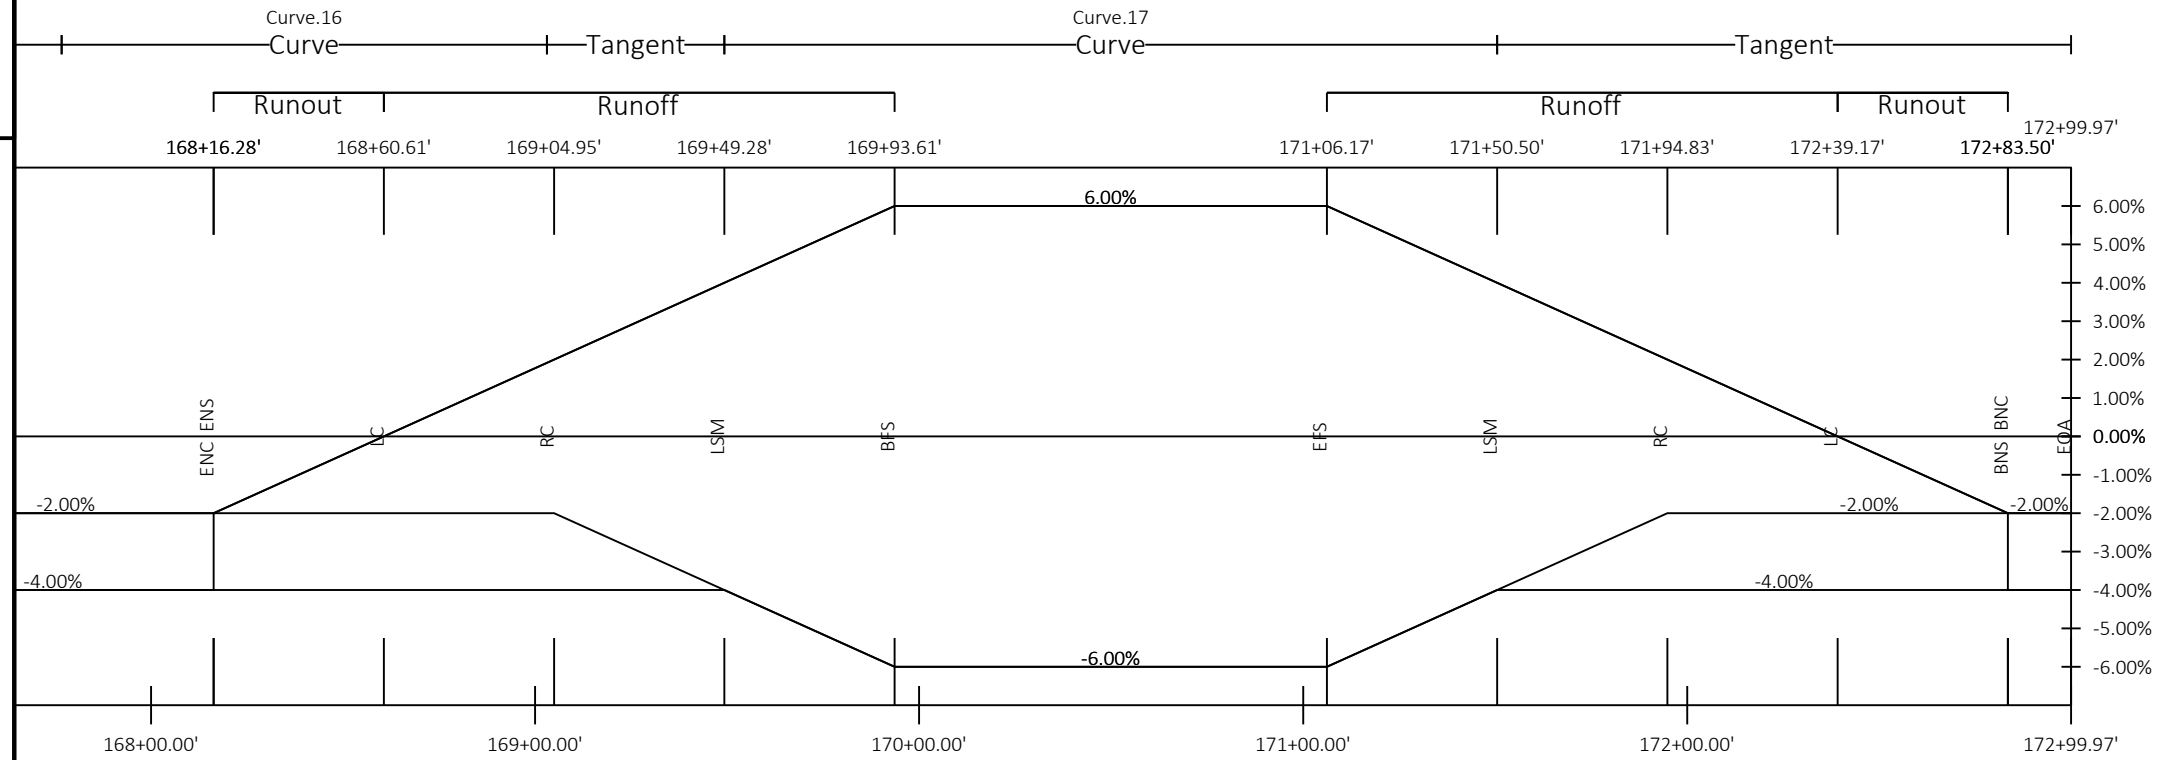 Curve.16
Curve.17
Curve Tangent Curve Tangent
Runout Runoff Runoff Runout
172+99.97'
168+16.28' 168+60.61' 169+04.95' 169+49.28' 169+93.61' 171+06.17' 171+50.50' 171+94.83' 172+39.17' 172+83.50'
6.00%
6.00%
5.00%
4.00%
3.00%
2.00%
1.00%
ENC ENS
LC
RC
LSM
BFS
EFS
LSM
RC
LC
BNS BNC
EOA
0.00%
-1.00%
-2.00% -2.00% -2.00% -2.00%
-3.00%
-4.00% -4.00% -4.00%
-5.00%
-6.00% -6.00%
168+00.00' 169+00.00' 170+00.00' 171+00.00' 172+00.00' 172+99.97'